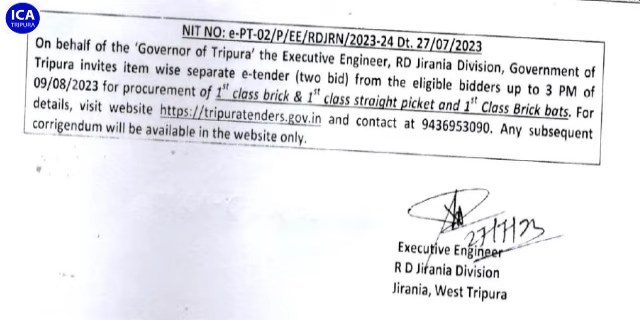 ICA
TRIPURA
NIT NO: e-PT-02/P/EE/RDJRN/2023-24 Dt. 27/07/2023
On behalf of the 'Governor of Tripura' the Executive Engineer, RD Jirania Division, Government of
Tripura invites item wise separate e-tender (two bid) from the eligible bidders up to 3 PM of
09/08/2023 for procurement of 1st class brick & 1st class straight picket and 1st Class Brick bats. For
details, visit website https://tripuratenders.gov.in and contact at 9436953090. Any subsequent
corrigendum will be available in the website only.
27/7/23
Executive Engineer
R D Jirania Division
Jirania, West Tripura